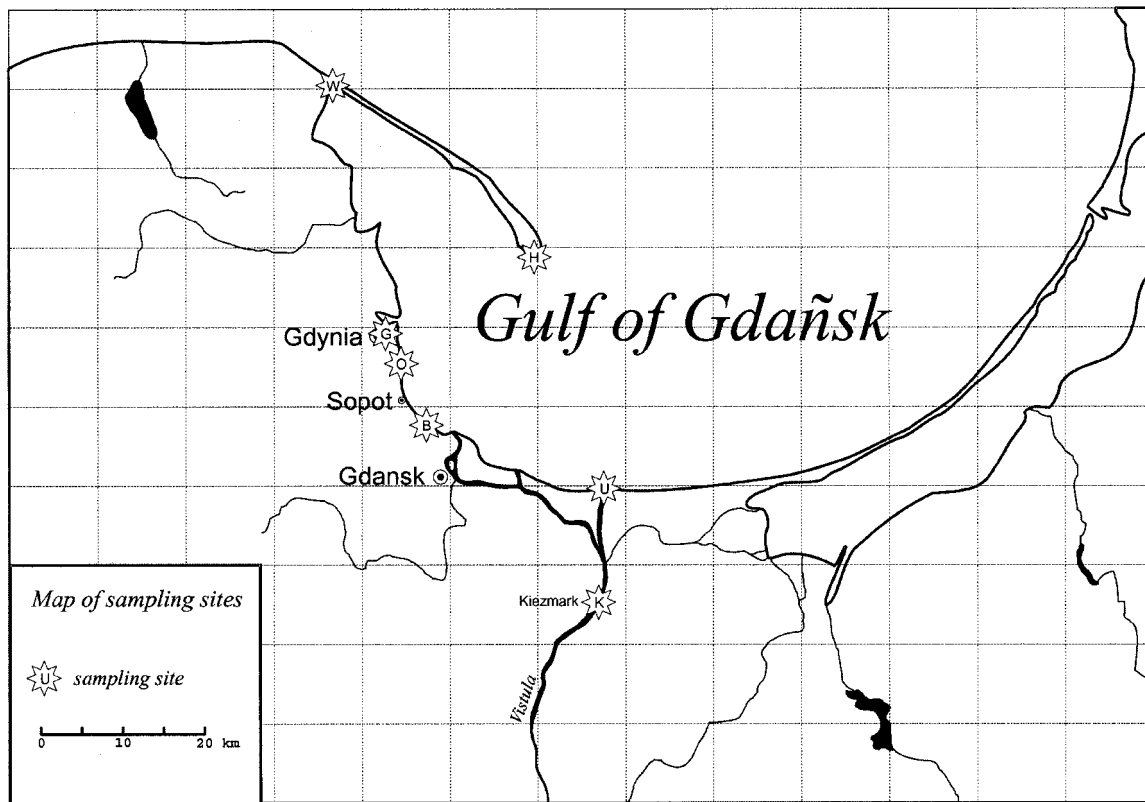 W
H
Gulf of Gdañsk
G
Gdynia
O
Sopot
B
Gdansk
U
Kiezmark
K
Vistula
Map of sampling sites
U
sampling site
0 10 20 km